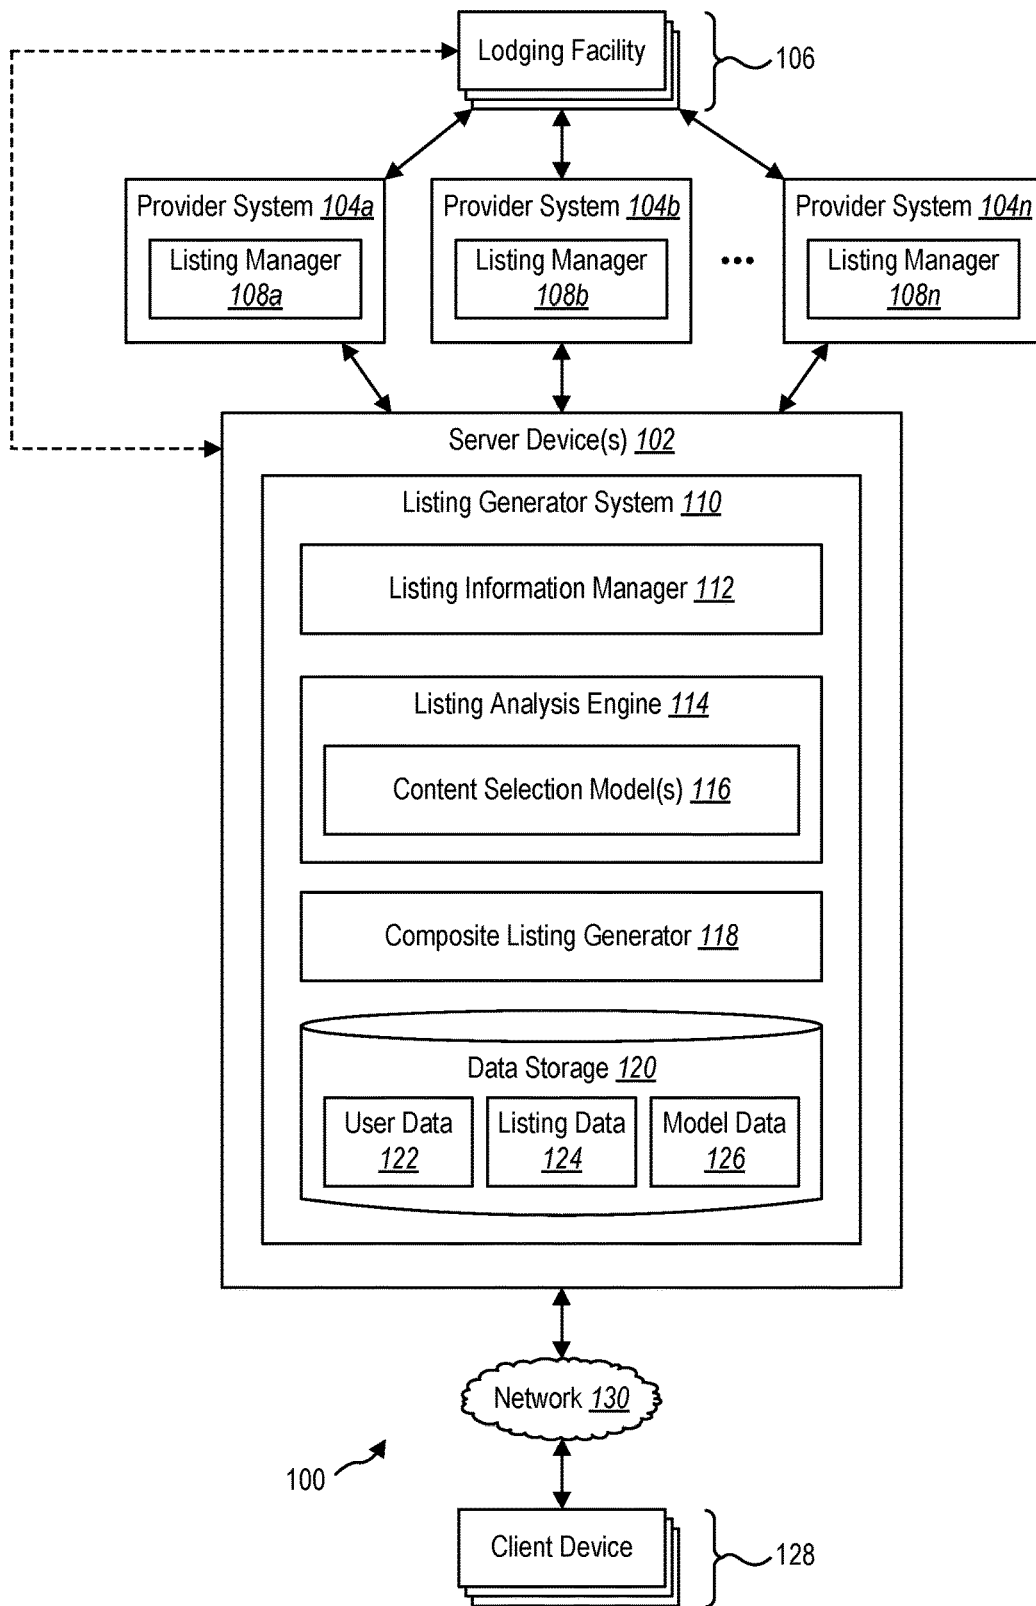 Lodging Facility
106
Provider System 104a
Provider System 104b
Provider System 104n
Listing Manager
108a
Listing Manager
108b
...
Listing Manager
108n
Server Device(s) 102
Listing Generator System 110
Listing Information Manager 112
Listing Analysis Engine 114
Content Selection Model(s) 116
Composite Listing Generator 118
Data Storage 120
User Data
122
Listing Data
124
Model Data
126
Network 130
100
Client Device
128